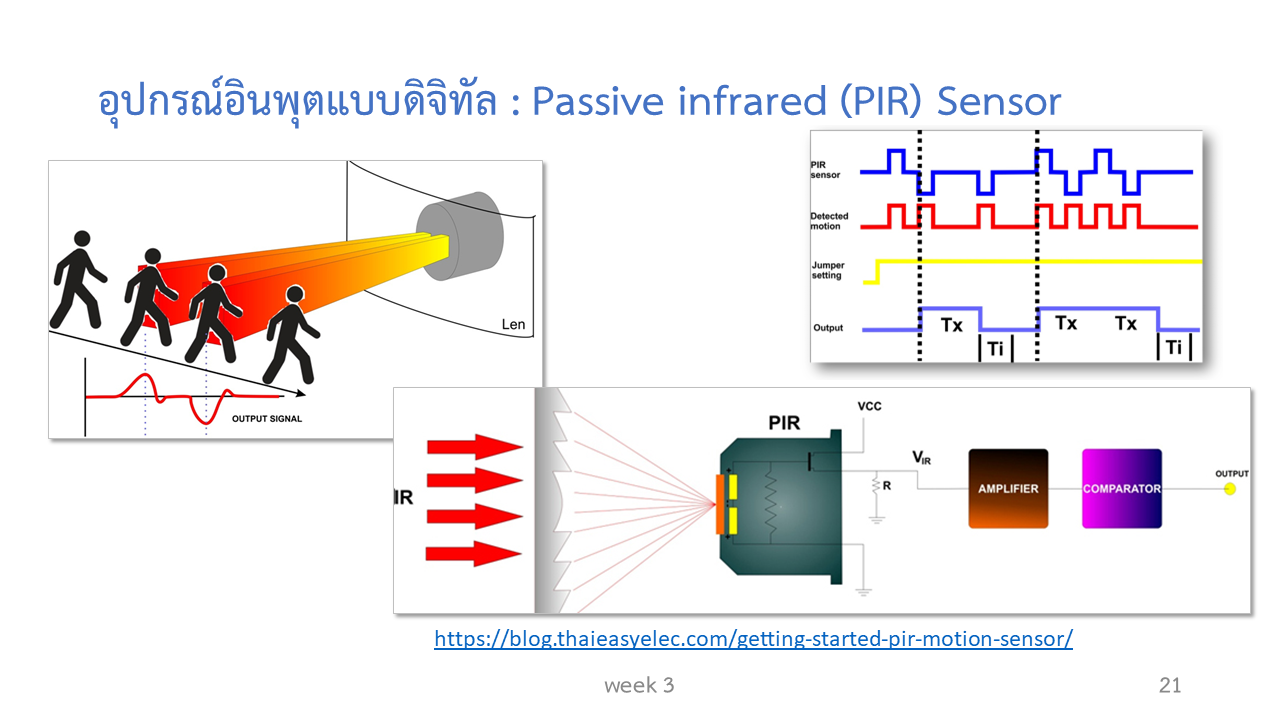 อุปกรณ์อินพุตแบบดิจิทัล : Passive infrared (PIR) Sensor
Len
OUTPUT SIGNAL
PIR
sensor
Detected
motion
Jumper
setting
Output
Tx
Ti
Tx
Tx
Ti
IR
PIR
VCC
VIR
R
AMPLIFIER
COMPARATOR
OUTPUT
https://blog.thaieasyelec.com/getting-started-pir-motion-sensor/
week 3
21